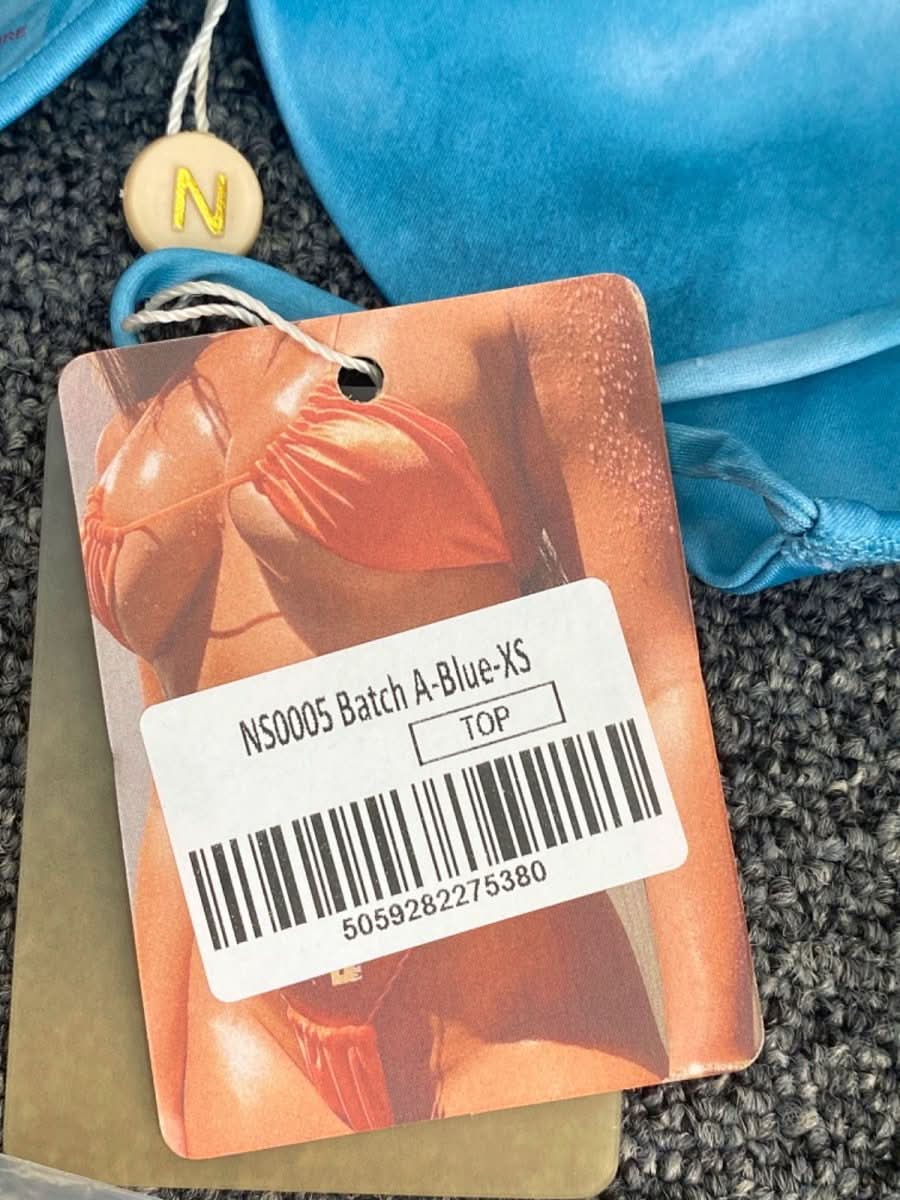 N
NS0005 Batch A-Blue-XS
TOP
5059282275380